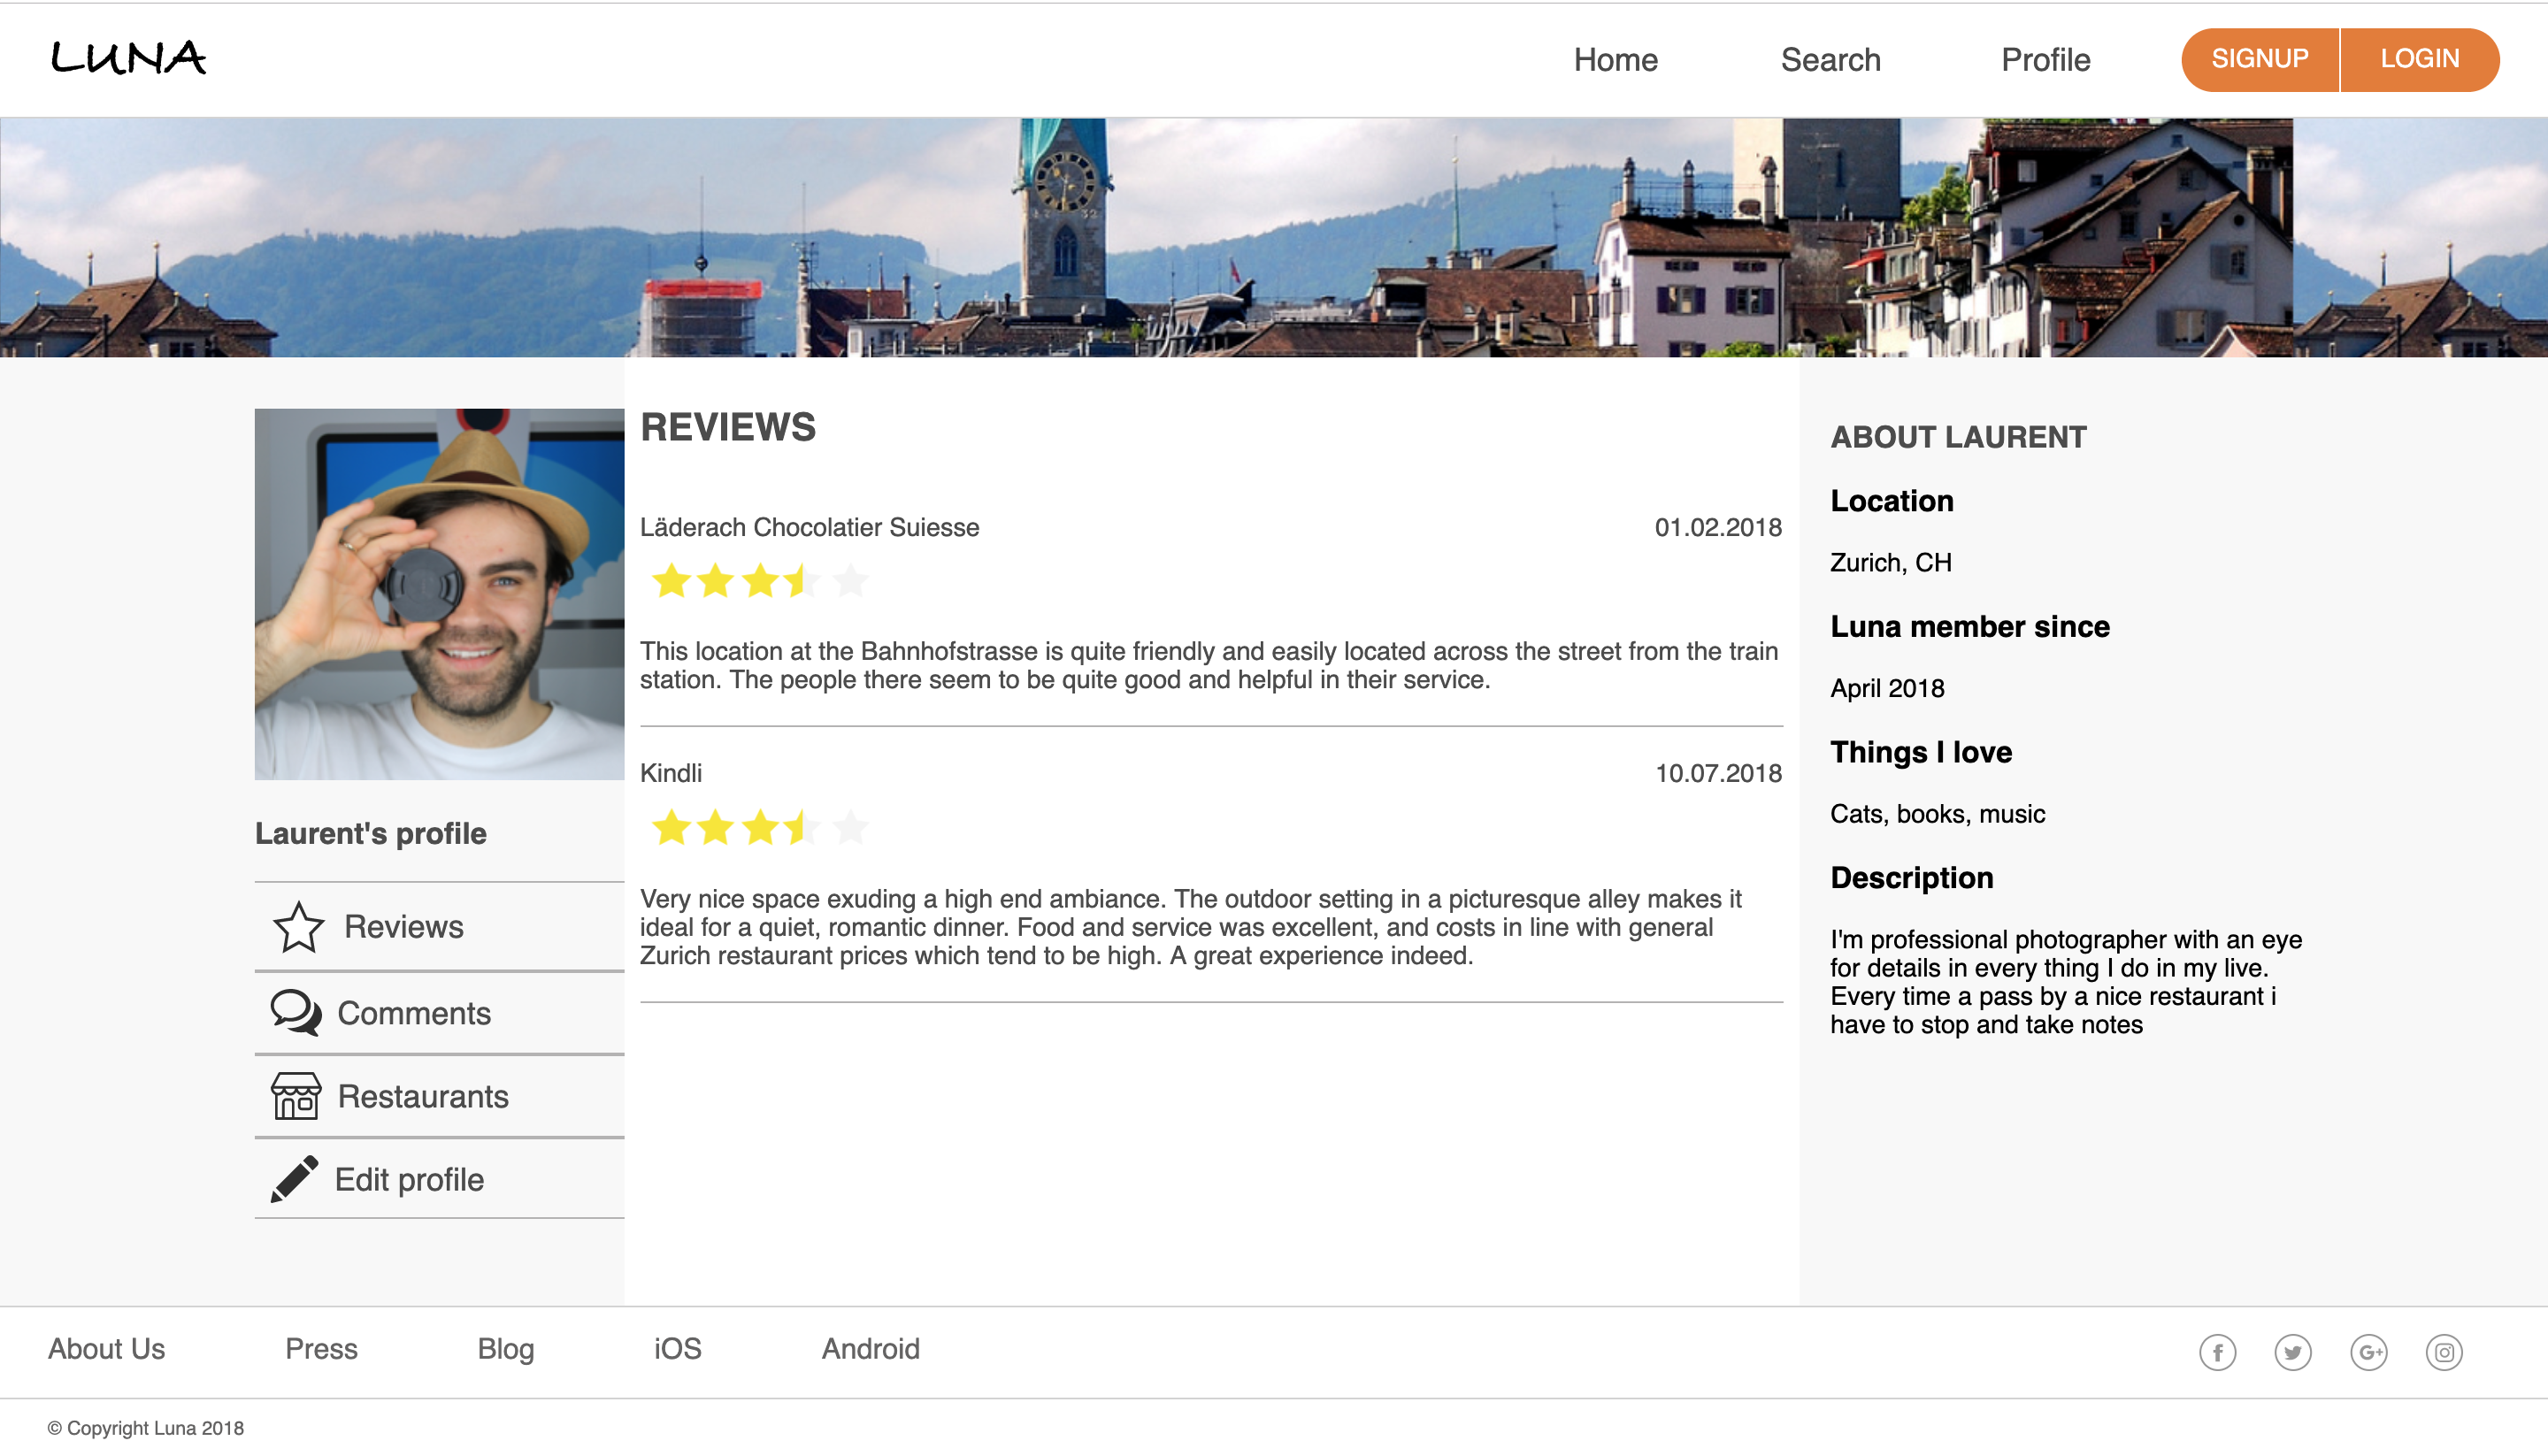 LUNA
Home Search Profile SIGNUP LOGIN
REVIEWS
Läderach Chocolatier Suiesse 01.02.2018
This location at the Bahnhofstrasse is quite friendly and easily located across the street from the train
station. The people there seem to be quite good and helpful in their service.
Kindli 10.07.2018
Very nice space exuding a high end ambiance. The outdoor setting in a picturesque alley makes it
ideal for a quiet, romantic dinner. Food and service was excellent, and costs in line with general
Zurich restaurant prices which tend to be high. A great experience indeed.
Laurent's profile
Reviews
Comments
Restaurants
Edit profile
ABOUT LAURENT
Location
Zurich, CH
Luna member since
April 2018
Things I love
Cats, books, music
Description
I'm professional photographer with an eye
for details in every thing I do in my live.
Every time a pass by a nice restaurant i
have to stop and take notes
About Us Press Blog iOS Android
f G+
© Copyright Luna 2018